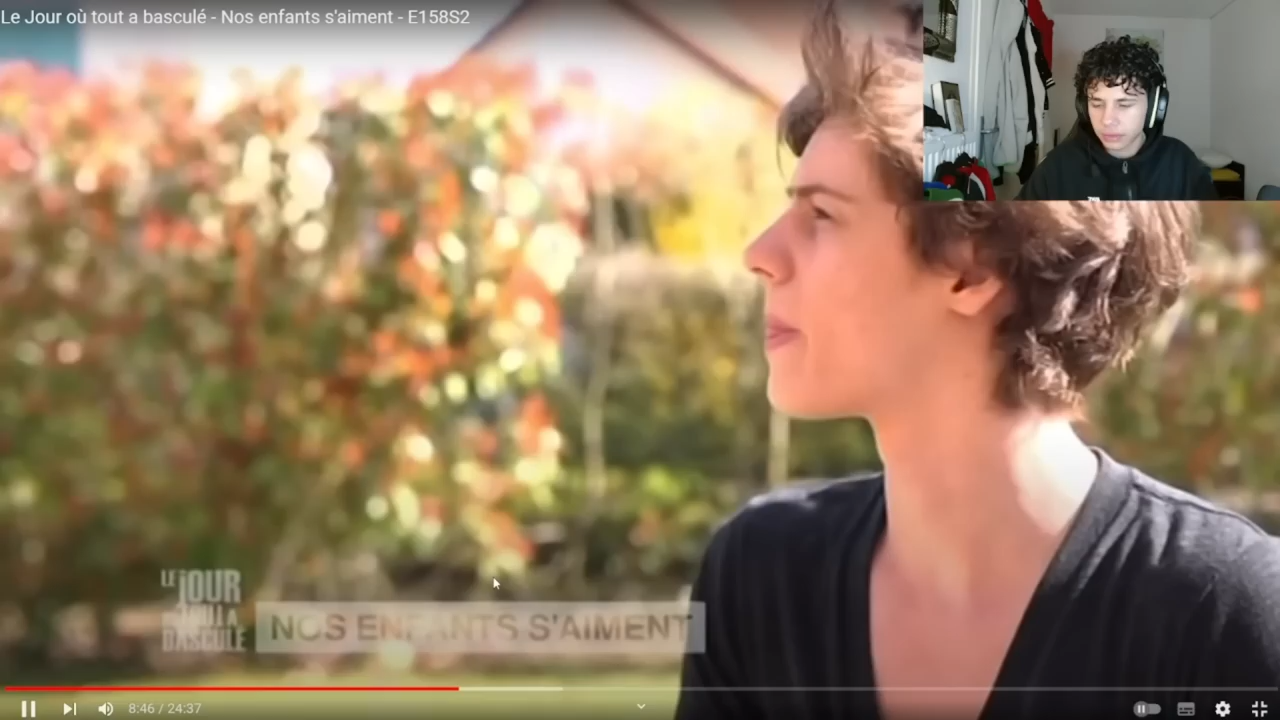 Le Jour où tout a basculé - Nos enfants s'aiment - E158S2
LE JOUR
OÙ TOUT A
BASCULÉ
NOS ENFANTS S'AIMENT
8:46 / 24:37